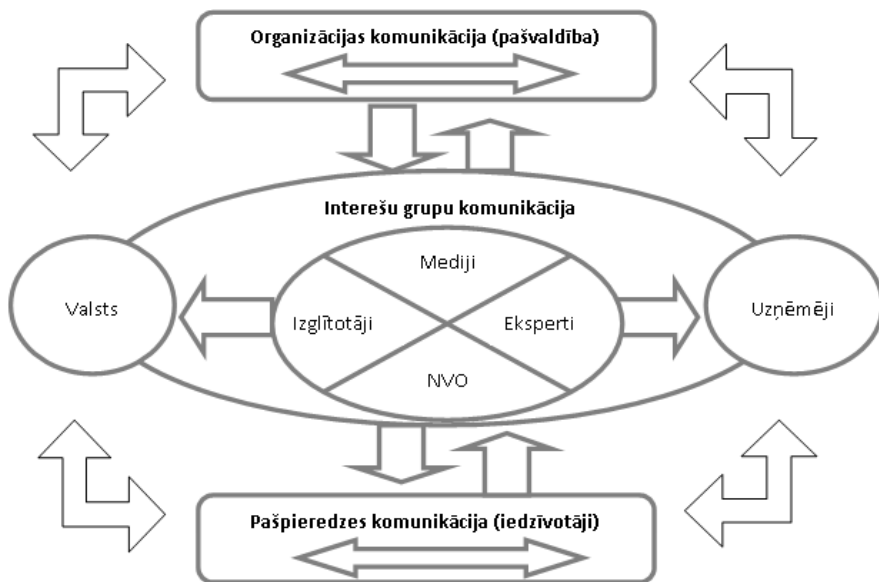 Organizācijas komunikācija (pašvaldība)
Interešu grupu komunikācija
Mediji
Valsts
Izglītotāji
Eksperti
Uzņēmēji
NVO
Pašpieredzes komunikācija (iedzīvotāji)